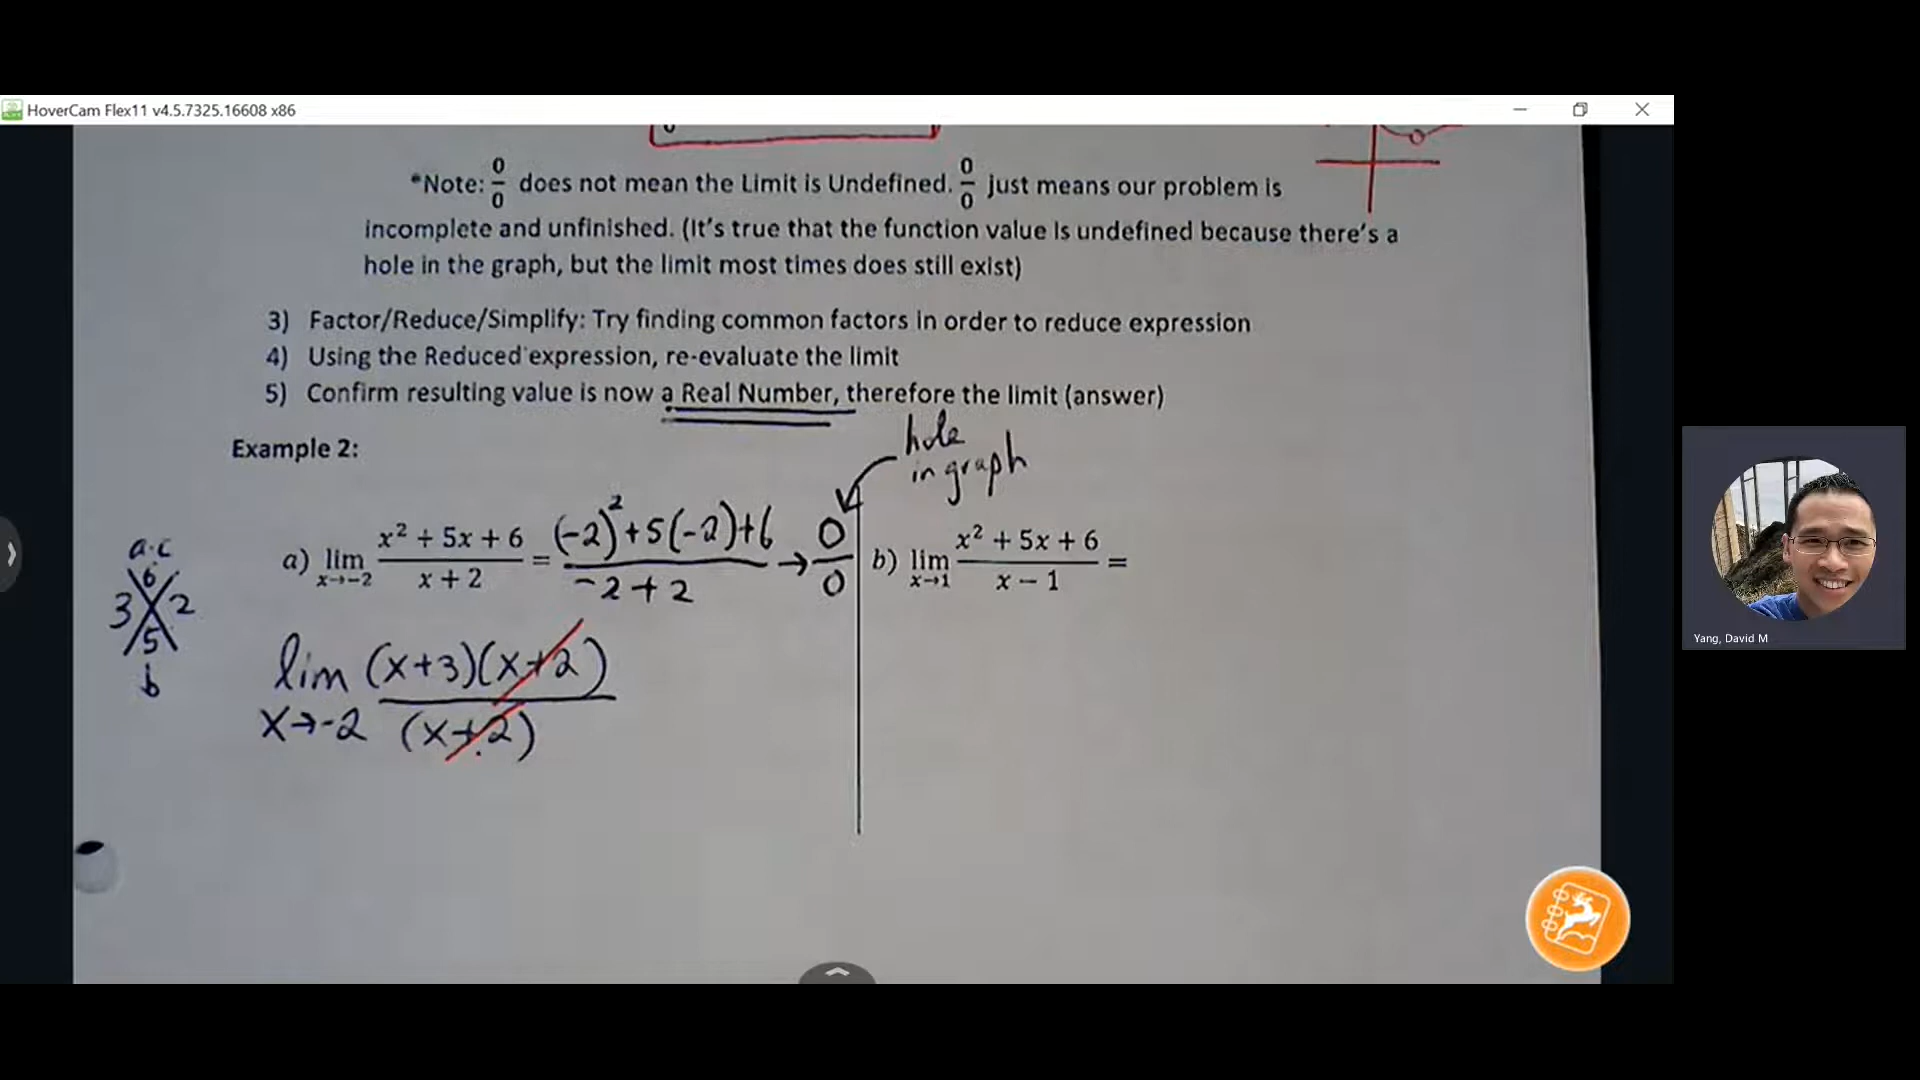 HoverCam Flex11 v4.5.7325.16608 x86
*Note: 0/0 does not mean the Limit is Undefined. 0/0 just means our problem is
incomplete and unfinished. (It's true that the function value is undefined because there's a
hole in the graph, but the limit most times does still exist)
3) Factor/Reduce/Simplify: Try finding common factors in order to reduce expression
4) Using the Reduced expression, re-evaluate the limit
5) Confirm resulting value is now a Real Number, therefore the limit (answer)
Example 2:
hole
in graph
a) lim x→-2 (x² + 5x + 6)/(x + 2) = ((-2)² + 5(-2) + 6)/(-2 + 2) → 0/0
b) lim x→1 (x² + 5x + 6)/(x − 1) =
a·c
6
3 2
5
b
lim x→-2 (x+3)(x+2)/(x+2)
Yang, David M